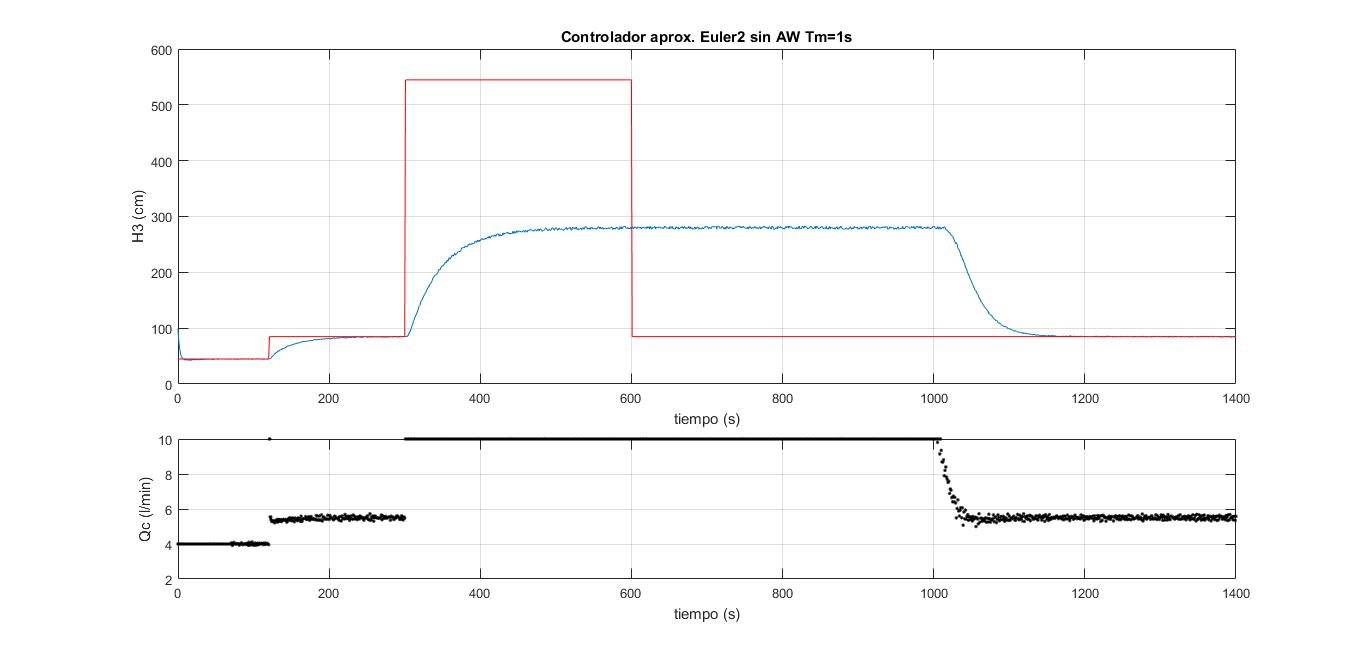 Controlador aprox. Euler2 sin AW Tm=1s
600
500
400
300
200
100
0
H3 (cm)
0 200 400 600 800 1000 1200 1400
tiempo (s)
10
8
6
4
2
Qc (l/min)
0 200 400 600 800 1000 1200 1400
tiempo (s)